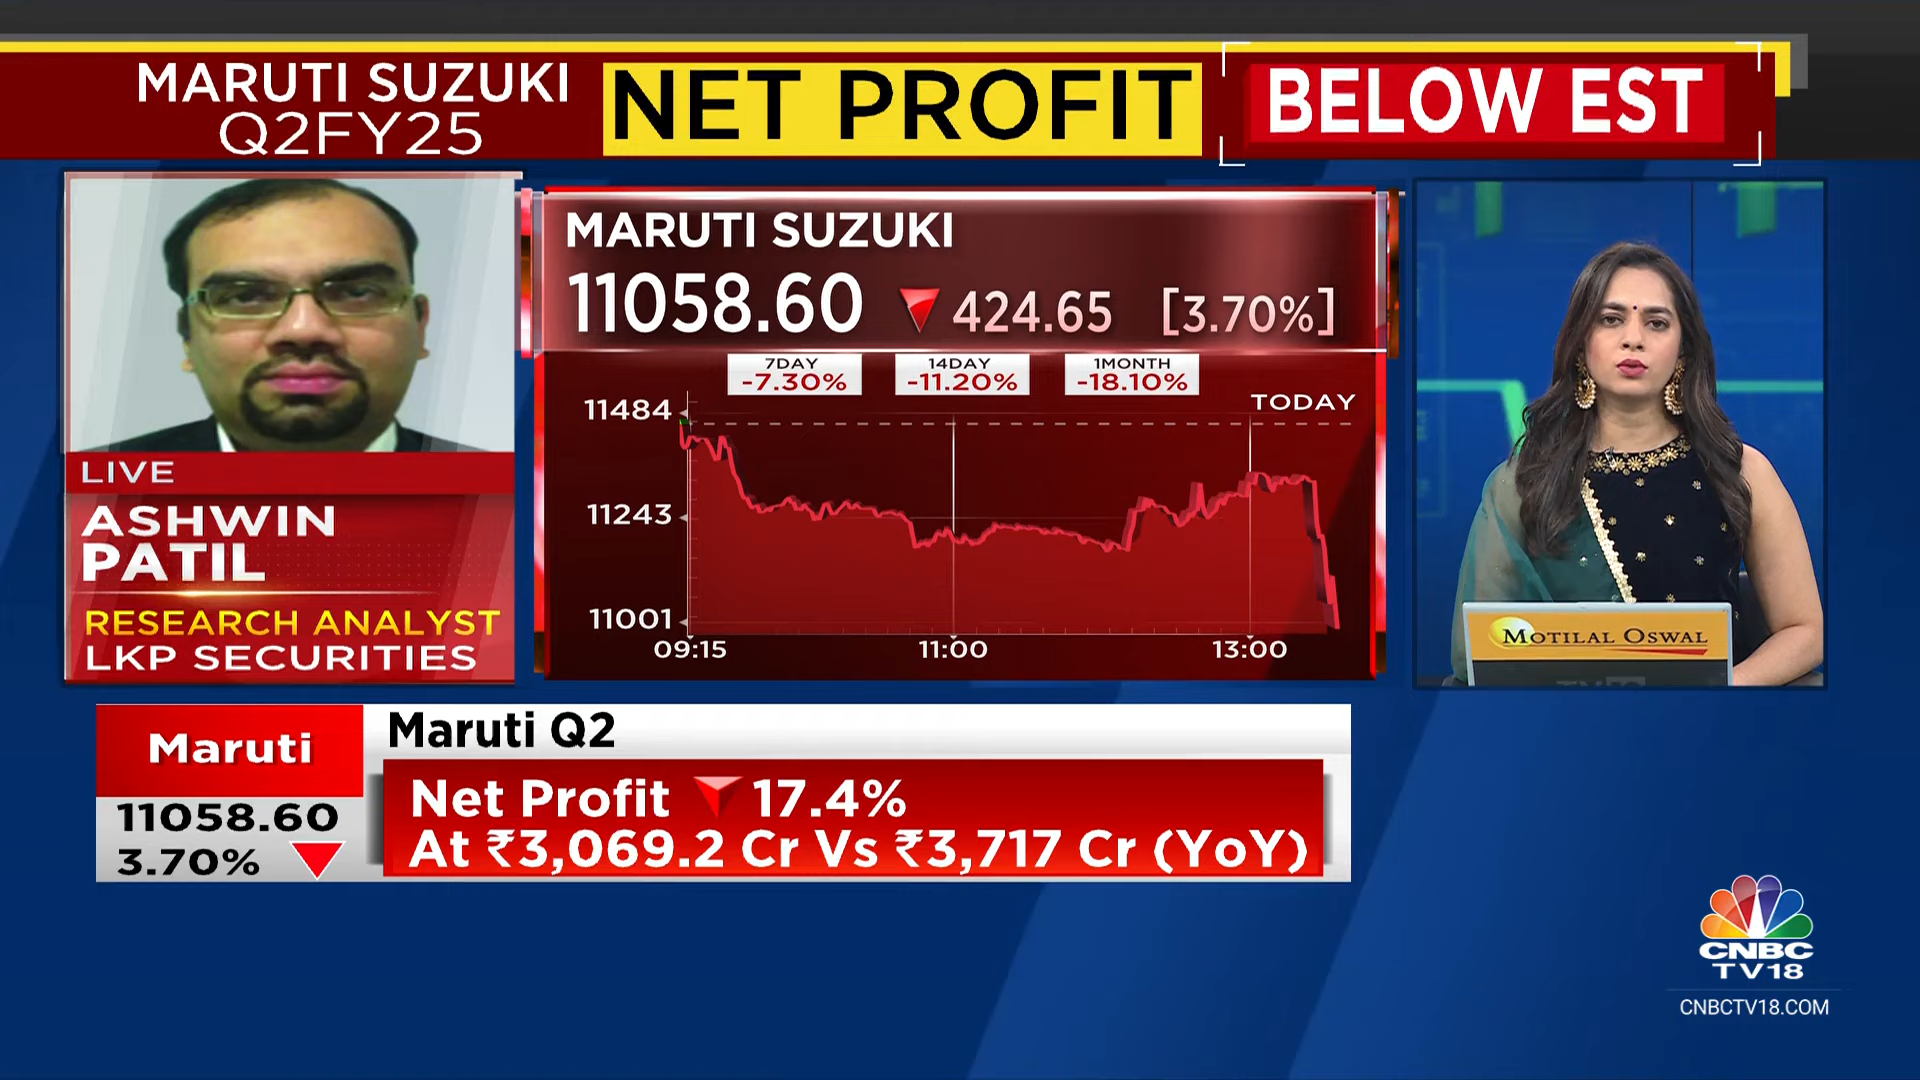 MARUTI SUZUKI
Q2FY25
NET PROFIT
BELOW EST
LIVE
ASHWIN
PATIL
RESEARCH ANALYST
LKP SECURITIES
MARUTI SUZUKI
11058.60 ▼ 424.65 [3.70%]
7DAY
-7.30%
14DAY
-11.20%
1MONTH
-18.10%
TODAY
11484
11243
11001
09:15 11:00 13:00
MOTILAL OSWAL
Maruti
11058.60
3.70% ▼
Maruti Q2
Net Profit ▼ 17.4%
At ₹3,069.2 Cr Vs ₹3,717 Cr (YoY)
CNBC
TV18
CNBCTV18.COM